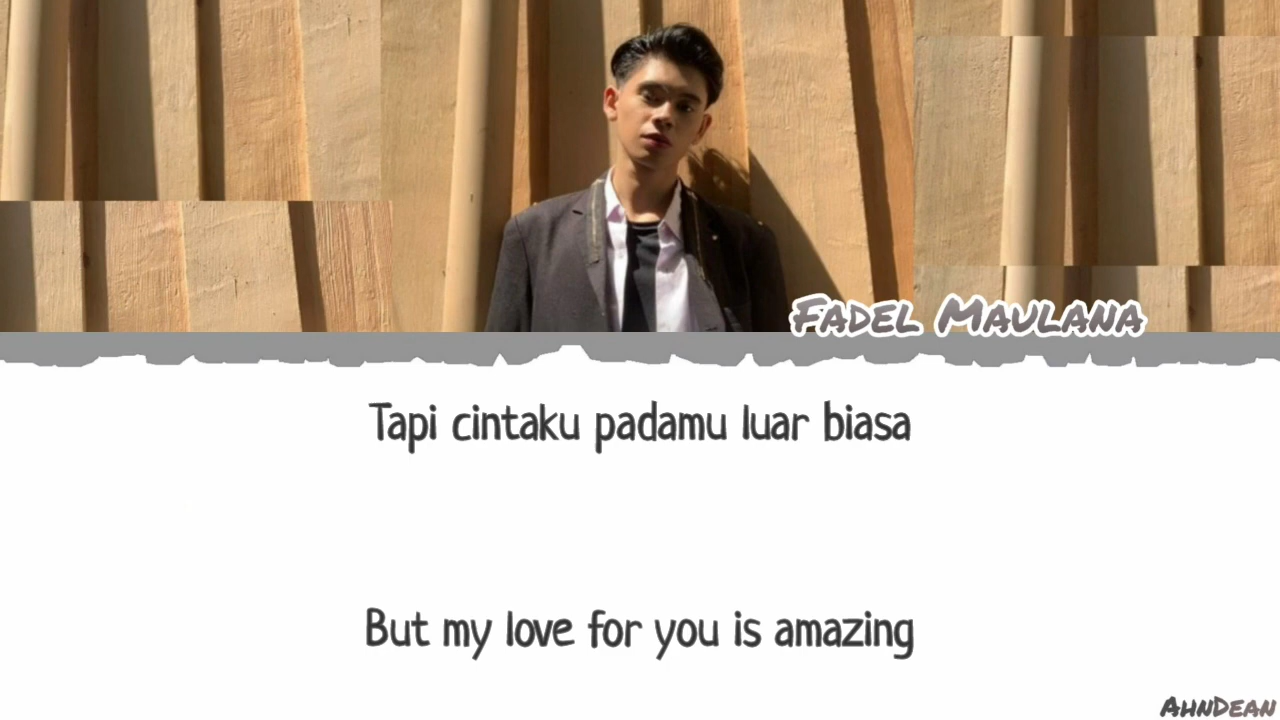 Fadel Maulana
Tapi cintaku padamu luar biasa
But my love for you is amazing
AhnDean